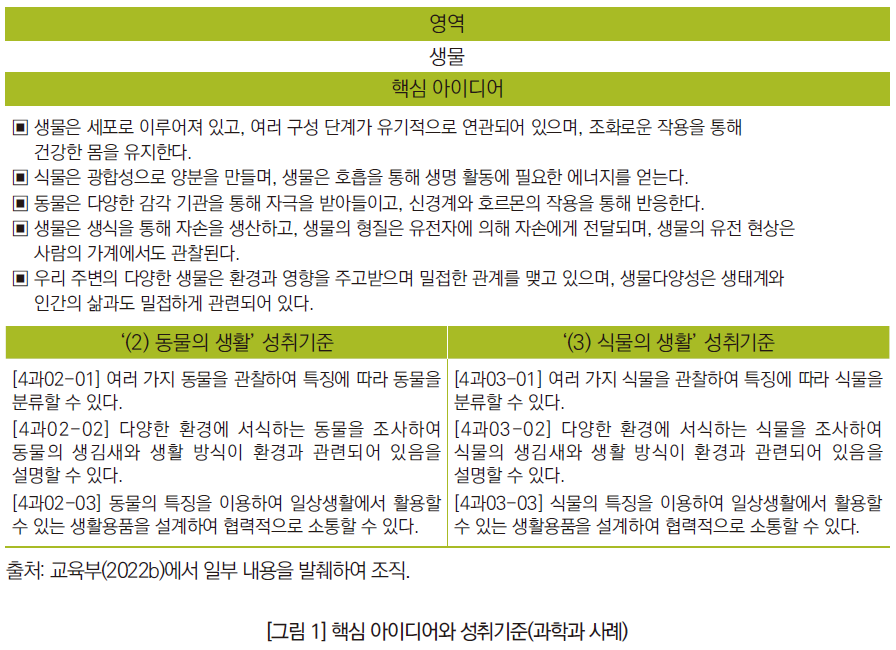 영역
생물
핵심 아이디어
▣ 생물은 세포로 이루어져 있고, 여러 구성 단계가 유기적으로 연관되어 있으며, 조화로운 작용을 통해
건강한 몸을 유지한다.
▣ 식물은 광합성으로 양분을 만들며, 생물은 호흡을 통해 생명 활동에 필요한 에너지를 얻는다.
▣ 동물은 다양한 감각 기관을 통해 자극을 받아들이고, 신경계와 호르몬의 작용을 통해 반응한다.
▣ 생물은 생식을 통해 자손을 생산하고, 생물의 형질은 유전자에 의해 자손에게 전달되며, 생물의 유전 현상은
사람의 가계에서도 관찰된다.
▣ 우리 주변의 다양한 생물은 환경과 영향을 주고받으며 밀접한 관계를 맺고 있으며, 생물다양성은 생태계와
인간의 삶과도 밀접하게 관련되어 있다.
‘(2) 동물의 생활’ 성취기준
[4과02-01] 여러 가지 동물을 관찰하여 특징에 따라 동물을
분류할 수 있다.
[4과02-02] 다양한 환경에 서식하는 동물을 조사하여
동물의 생김새와 생활 방식이 환경과 관련되어 있음을
설명할 수 있다.
[4과02-03] 동물의 특징을 이용하여 일상생활에서 활용할
수 있는 생활용품을 설계하여 협력적으로 소통할 수 있다.
‘(3) 식물의 생활’ 성취기준
[4과03-01] 여러 가지 식물을 관찰하여 특징에 따라 식물을
분류할 수 있다.
[4과03-02] 다양한 환경에 서식하는 식물을 조사하여
식물의 생김새와 생활 방식이 환경과 관련되어 있음을
설명할 수 있다.
[4과03-03] 식물의 특징을 이용하여 일상생활에서 활용할
수 있는 생활용품을 설계하여 협력적으로 소통할 수 있다.
출처: 교육부(2022b)에서 일부 내용을 발췌하여 조직.
[그림 1] 핵심 아이디어와 성취기준(과학과 사례)